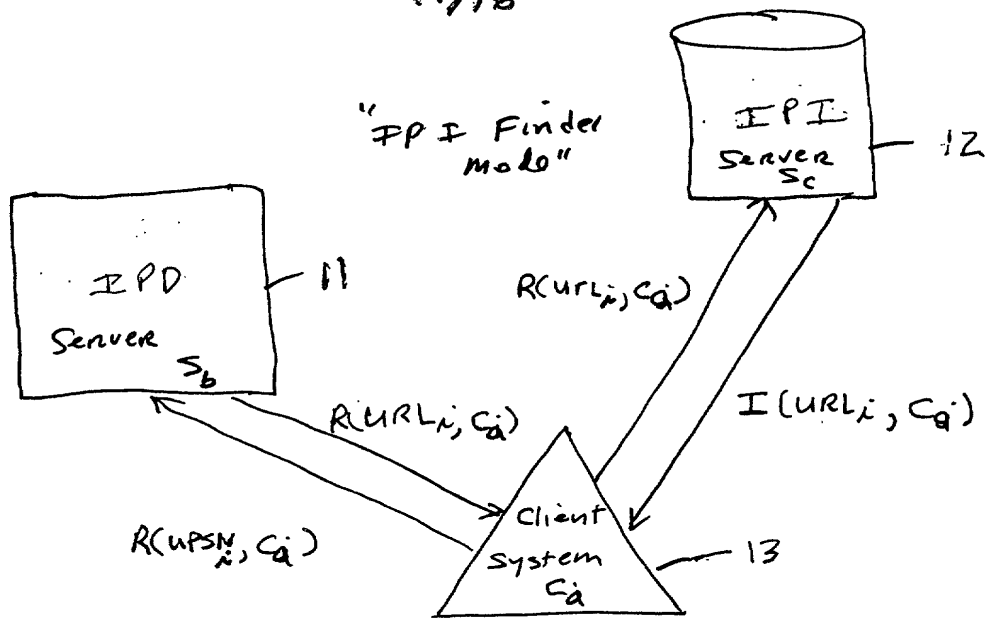 "IPI Finder
mode"
IPI
Server
Sc
12
IPD
Server
Sb
11
R(URLi, Ca)
I(URLi, Ca)
R(URLi, Ca)
R(UPSNi, Ca)
Client
System
Ca
13